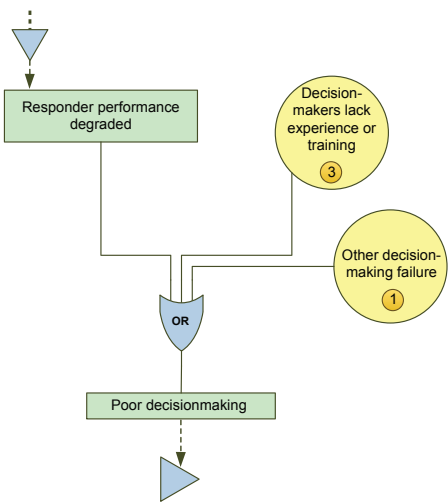 Responder performance
degraded
Decision-
makers lack
experience or
training
3
Other decision-
making failure
1
OR
Poor decisionmaking